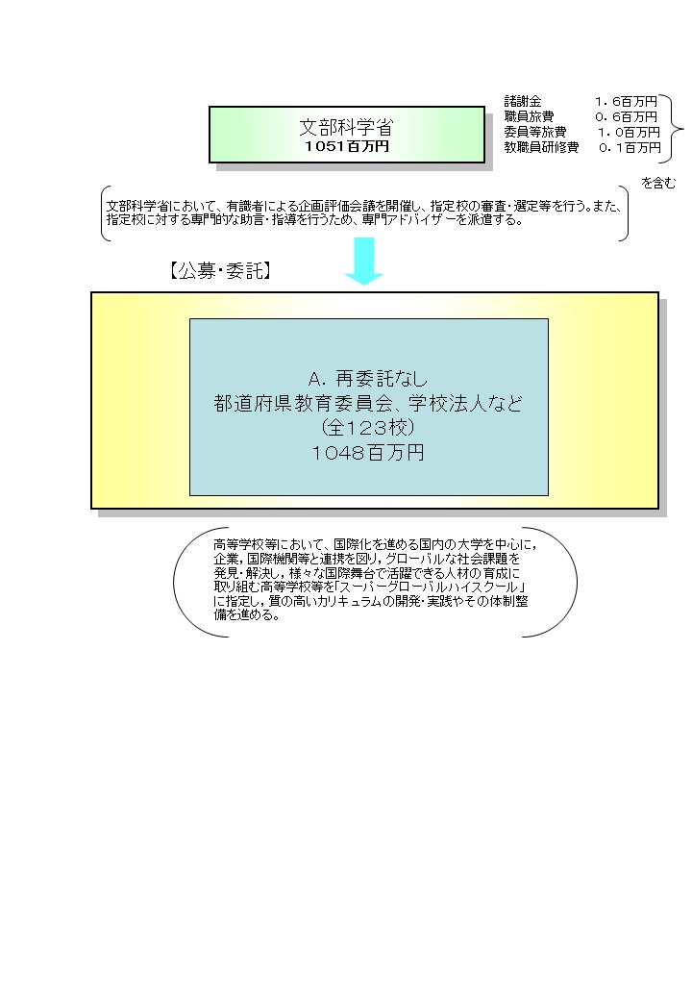 文部科学省
1051百万円
諸謝金　1．6百万円
職員旅費　0．6百万円
委員等旅費　1．0百万円
教職員研修費　0．1百万円
を含む
文部科学省において、有識者による企画評価会議を開催し、指定校の審査・選定等を行う。また、
指定校に対する専門的な助言・指導を行うため、専門アドバイザーを派遣する。
【公募・委託】
A．再委託なし
都道府県教育委員会、学校法人など
（全123校）
1048百万円
高等学校等において、国際化を進める国内の大学を中心に，
企業，国際機関等と連携を図り，グローバルな社会課題を
発見・解決し，様々な国際舞台で活躍できる人材の育成に
取り組む高等学校等を「スーパーグローバルハイスクール」
に指定し，質の高いカリキュラムの開発・実践やその体制整
備を進める。